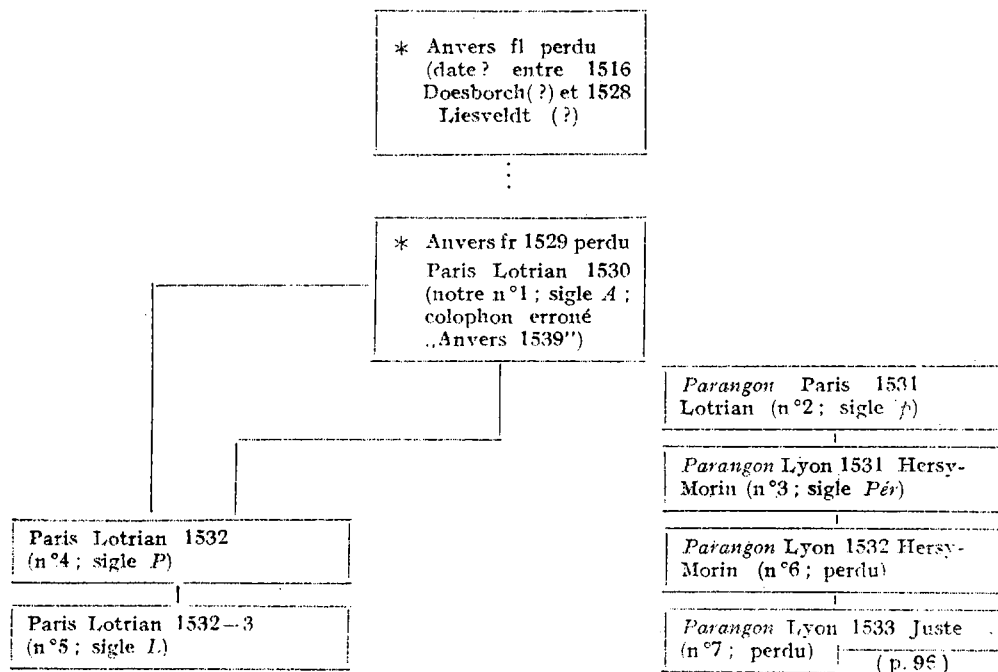 * Anvers fl perdu
(date? entre 1516
Doesborch(?) et 1528
Liesveldt (?)
* Anvers fr 1529 perdu
Paris Lotrian 1530
(notre n°1; sigle A;
colophon erroné
„Anvers 1539")
Parangon Paris 1531
Lotrian (n°2; sigle p)
Parangon Lyon 1531 Hersy-
Morin (n°3; sigle Pér)
Paris Lotrian 1532
(n°4; sigle P)
Parangon Lyon 1532 Hersy-
Morin (n°6; perdu)
Paris Lotrian 1532–3
(n°5; sigle L)
Parangon Lyon 1533 Juste
(n°7; perdu)
(p. 96)